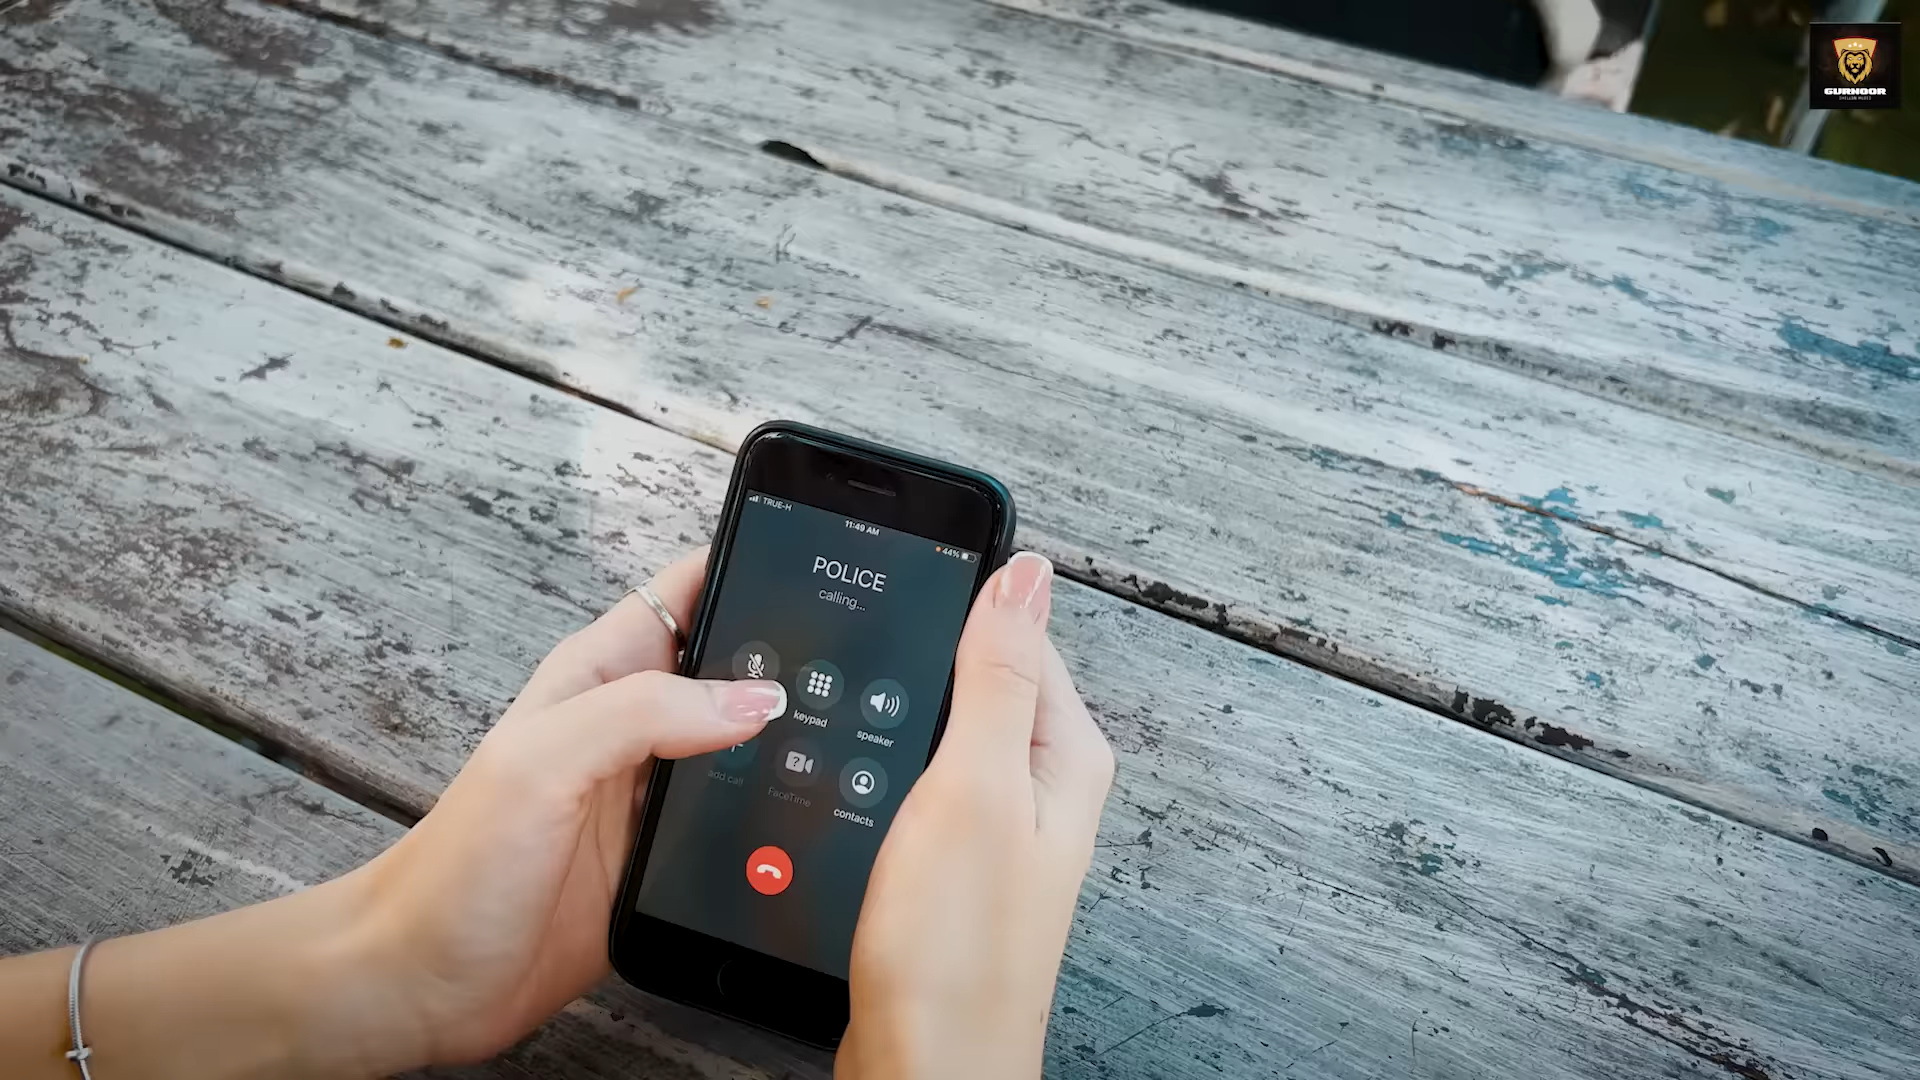 TRUE-H
11:49 AM
44%
POLICE
calling...
keypad
speaker
add call
FaceTime
contacts
GURNOOR